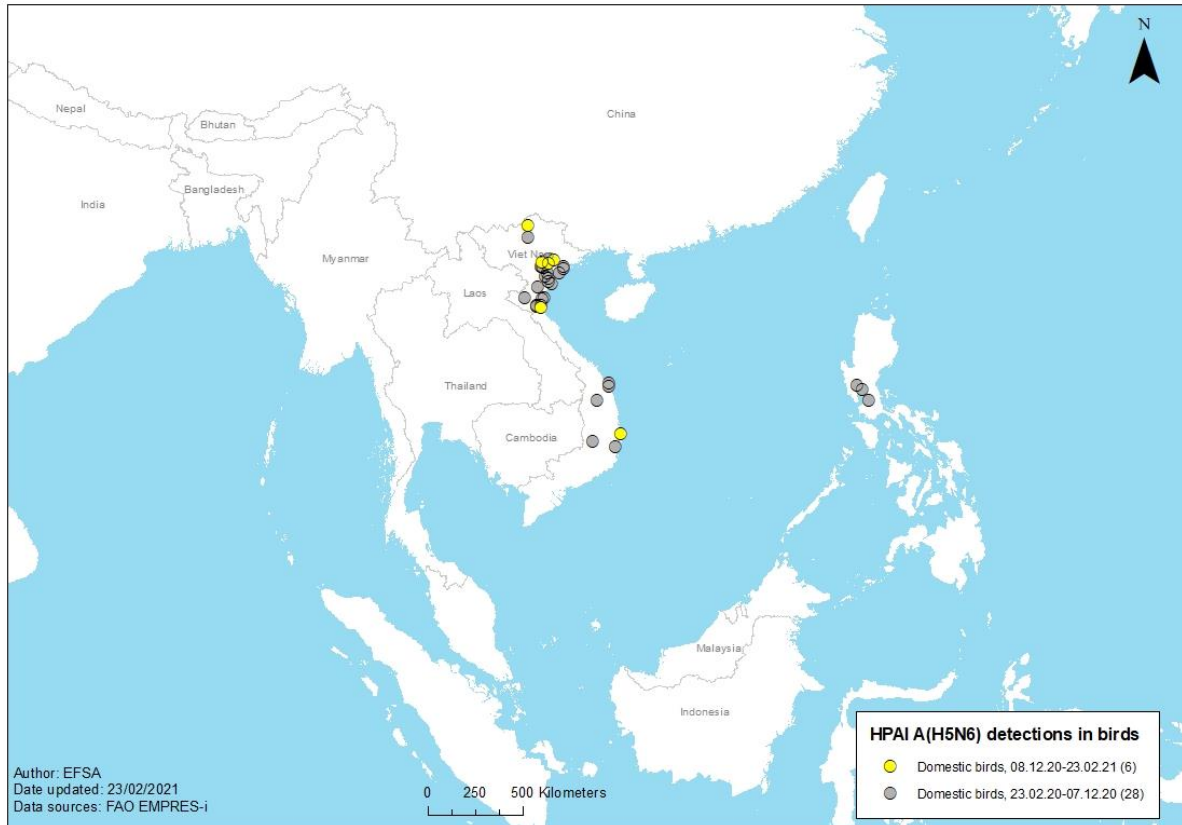 N
China
Nepal
Bhutan
Bangladesh
India
Myanmar
Viet Na
Laos
Thailand
Cambodia
Malaysia
Indonesia
HPAI A(H5N6) detections in birds
Domestic birds, 08.12.20-23.02.21 (6)
Domestic birds, 23.02.20-07.12.20 (28)
Author: EFSA
Date updated: 23/02/2021
Data sources: FAO EMPRES-i
0 250 500 Kilometers